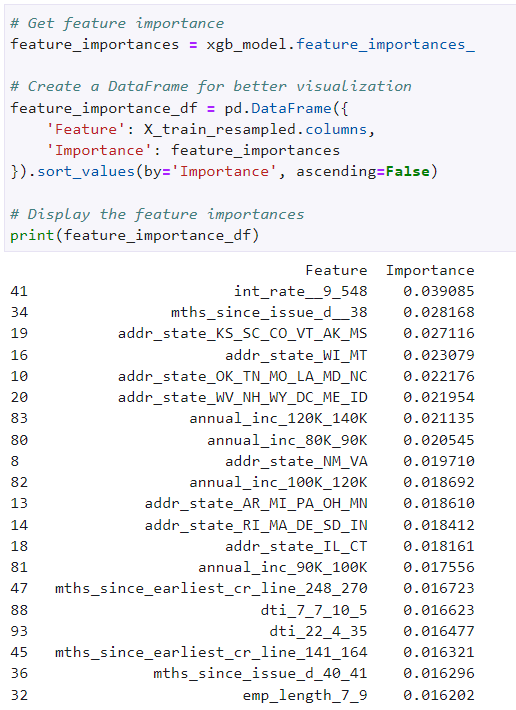 # Get feature importance
feature_importances = xgb_model.feature_importances_
# Create a DataFrame for better visualization
feature_importance_df = pd.DataFrame({
    'Feature': X_train_resampled.columns,
    'Importance': feature_importances
}).sort_values(by='Importance', ascending=False)
# Display the feature importances
print(feature_importance_df)
Feature Importance
41 int_rate__9_548 0.039085
34 mths_since_issue_d__38 0.028168
19 addr_state_KS_SC_CO_VT_AK_MS 0.027116
16 addr_state_WI_MT 0.023079
10 addr_state_OK_TN_MO_LA_MD_NC 0.022176
20 addr_state_WV_NH_WY_DC_ME_ID 0.021954
83 annual_inc_120K_140K 0.021135
80 annual_inc_80K_90K 0.020545
8 addr_state_NM_VA 0.019710
82 annual_inc_100K_120K 0.018692
13 addr_state_AR_MI_PA_OH_MN 0.018610
14 addr_state_RI_MA_DE_SD_IN 0.018412
18 addr_state_IL_CT 0.018161
81 annual_inc_90K_100K 0.017556
47 mths_since_earliest_cr_line_248_270 0.016723
88 dti_7_7_10_5 0.016623
93 dti_22_4_35 0.016477
45 mths_since_earliest_cr_line_141_164 0.016321
36 mths_since_issue_d_40_41 0.016296
32 emp_length_7_9 0.016202